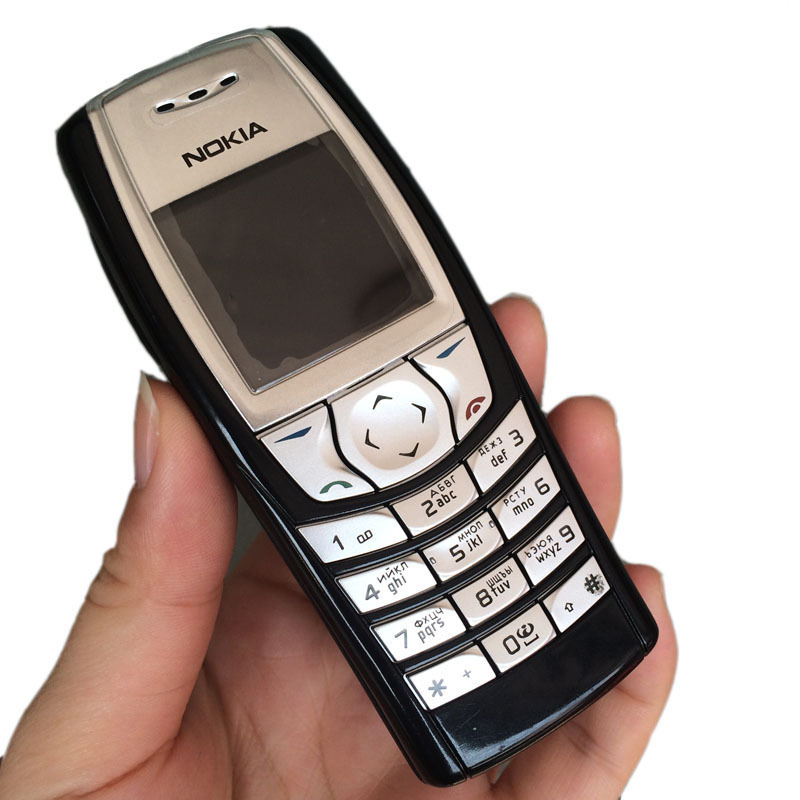 NOKIA
1
АБВГ
2abc
ДЕЖЗ
def 3
ИЙКЛ
4 ghi
МНОП
5 jkl
РСТУ
mno 6
ФХЦЧ
7 pqrs
ШЩЪЫ
8 tuv
ЬЭЮЯ
wxyz 9
* +
0
#